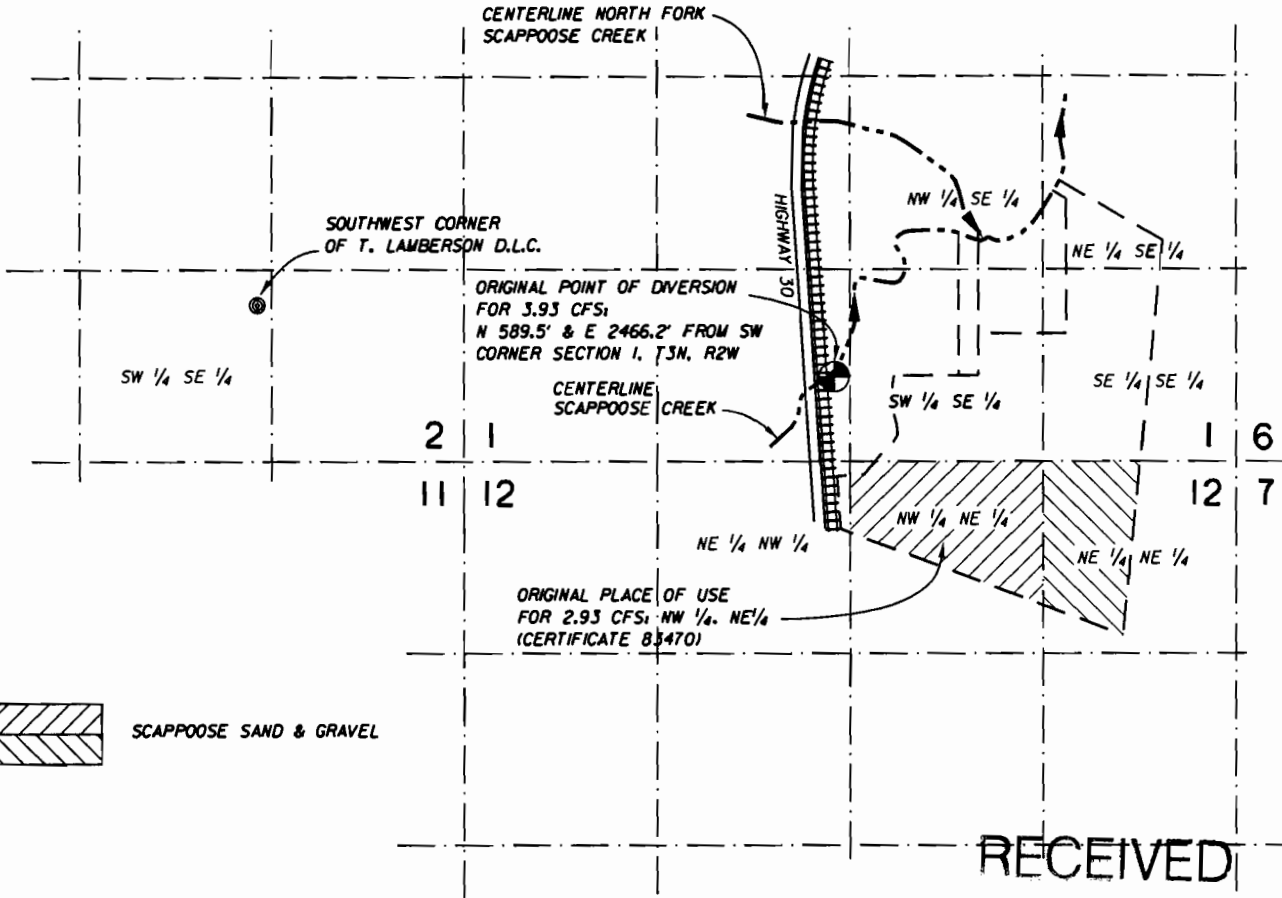 CENTERLINE NORTH FORK
SCAPPOOSE CREEK
HIGHWAY 30
NW 1/4 SE 1/4
SOUTHWEST CORNER
OF T. LAMBERSON D.L.C.
NE 1/4 SE 1/4
ORIGINAL POINT OF DIVERSION
FOR 3.93 CFS:
N 589.5' & E 2466.2' FROM SW
CORNER SECTION 1, T3N, R2W
SW 1/4 SE 1/4
CENTERLINE
SCAPPOOSE CREEK
SW 1/4 SE 1/4
SE 1/4 SE 1/4
2 1
1 6
11 12
12 7
NE 1/4 NW 1/4
NW 1/4 NE 1/4
NE 1/4 NE 1/4
ORIGINAL PLACE OF USE
FOR 2.93 CFS: NW 1/4, NE1/4
(CERTIFICATE 83470)
SCAPPOOSE SAND & GRAVEL
RECEIVED